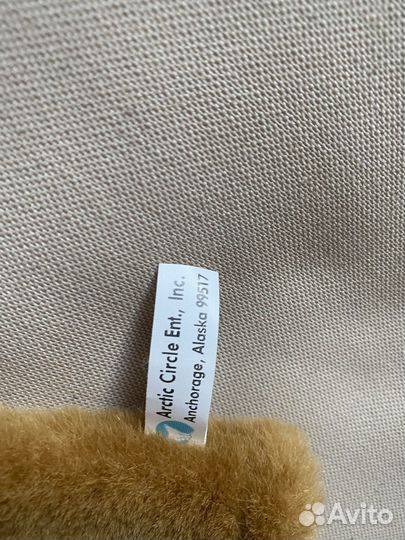 Arctic Circle Ent., Inc.
Anchorage, Alaska 99517
Avito